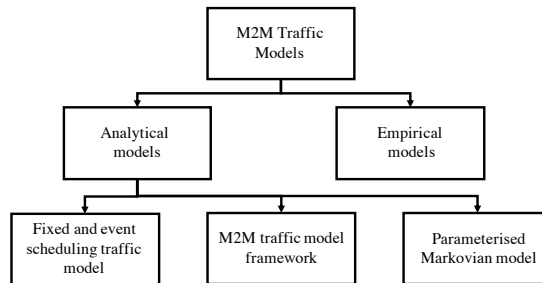 M2M Traffic
Models
Analytical
models
Empirical
models
Fixed and event
scheduling traffic
model
M2M traffic model
framework
Parameterised
Markovian model